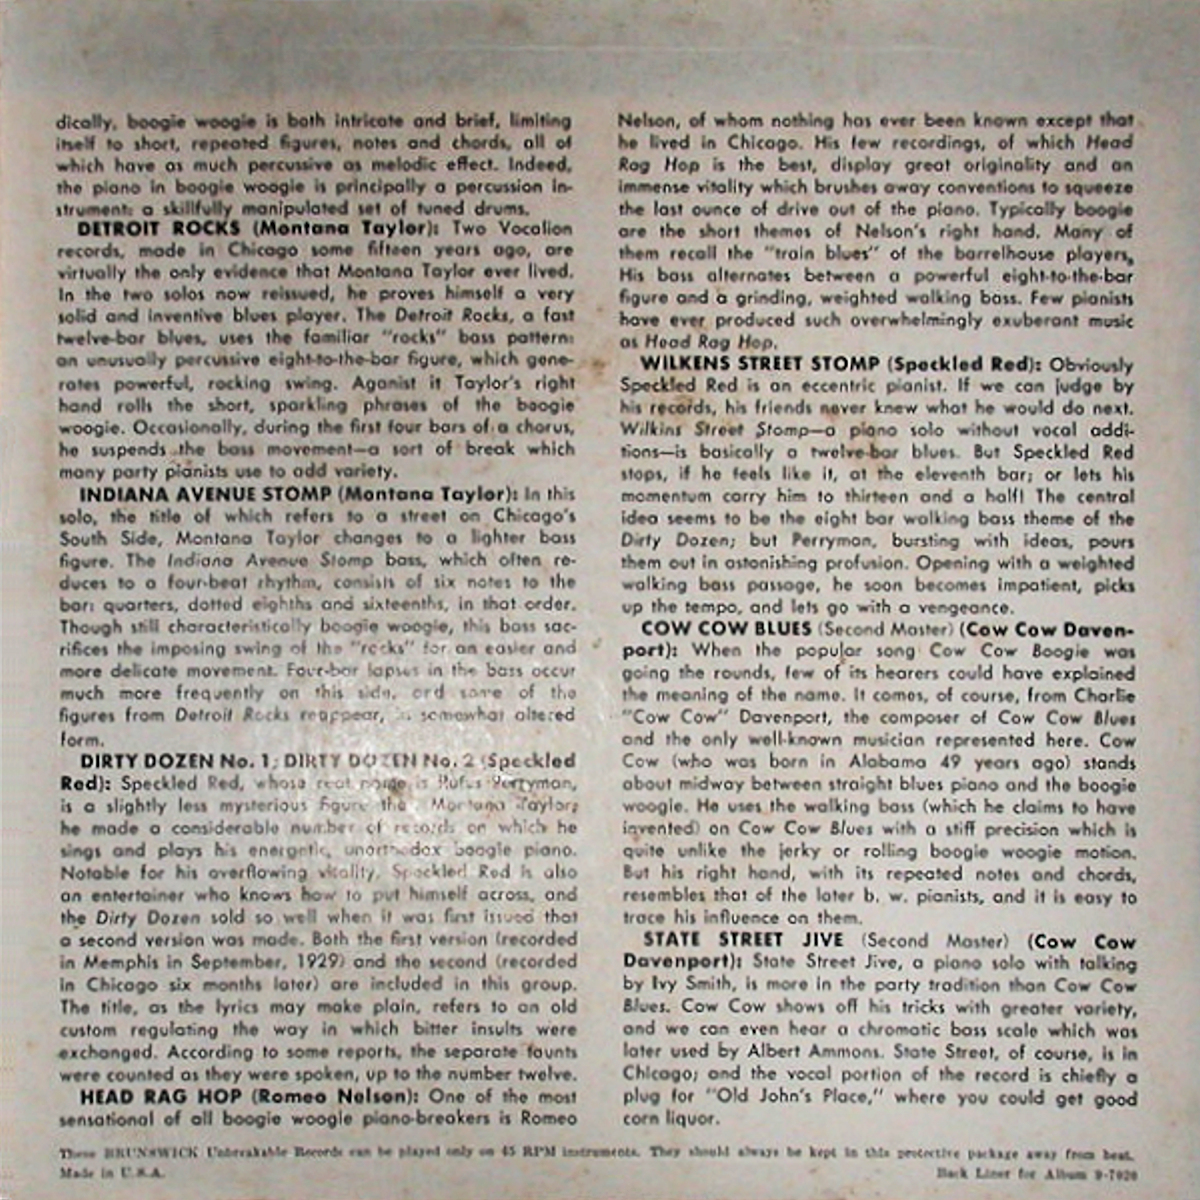 dically, boogie woogie is both intricate and brief, limiting
itself to short, repeated figures, notes and chords, all of
which have as much percussive as melodic effect. Indeed,
the piano in boogie woogie is principally a percussion in-
strument: a skillfully manipulated set of tuned drums.
DETROIT ROCKS (Montana Taylor): Two Vocalion
records, made in Chicago some fifteen years ago, are
virtually the only evidence that Montana Taylor ever lived.
In the two solos now reissued, he proves himself a very
solid and inventive blues player. The Detroit Rocks, a fast
twelve-bar blues, uses the familiar "rocks" bass pattern:
an unusually percussive eight-to-the-bar figure, which gene-
rates powerful, rocking swing. Aganist it Taylor's right
hand rolls the short, sparkling phrases of the boogie
woogie. Occasionally, during the first four bars of a chorus,
he suspends the bass movement—a sort of break which
many party pianists use to add variety.
INDIANA AVENUE STOMP (Montana Taylor): In this
solo, the title of which refers to a street on Chicago's
South Side, Montana Taylor changes to a lighter bass
figure. The Indiana Avenue Stomp bass, which often re-
duces to a four-beat rhythm, consists of six notes to the
bar: quarters, dotted eighths and sixteenths, in that order.
Though still characteristically boogie woogie, this bass sac-
rifices the imposing swing of the "rocks" for an easier and
more delicate movement. Four-bar lapses in the bass occur
much more frequently on this side, and some of the
figures from Detroit Rocks reappear, in somewhat altered
form.
DIRTY DOZEN No. 1; DIRTY DOZEN No. 2 (Speckled
Red): Speckled Red, whose real name is Rufus Perryman,
is a slightly less mysterious figure than Montana Taylor;
he made a considerable number of records on which he
sings and plays his energetic, unorthodox boogie piano.
Notable for his overflowing vitality, Speckled Red is also
an entertainer who knows how to put himself across, and
the Dirty Dozen sold so well when it was first issued that
a second version was made. Both the first version (recorded
in Memphis in September, 1929) and the second (recorded
in Chicago six months later) are included in this group.
The title, as the lyrics may make plain, refers to an old
custom regulating the way in which bitter insults were
exchanged. According to some reports, the separate taunts
were counted as they were spoken, up to the number twelve.
HEAD RAG HOP (Romeo Nelson): One of the most
sensational of all boogie woogie piano-breakers is Romeo
Nelson, of whom nothing has ever been known except that
he lived in Chicago. His few recordings, of which Head
Rag Hop is the best, display great originality and an
immense vitality which brushes away conventions to squeeze
the last ounce of drive out of the piano. Typically boogie
are the short themes of Nelson's right hand. Many of
them recall the "train blues" of the barrelhouse players,
His bass alternates between a powerful eight-to-the-bar
figure and a grinding, weighted walking bass. Few pianists
have ever produced such overwhelmingly exuberant music
as Head Rag Hop.
WILKENS STREET STOMP (Speckled Red): Obviously
Speckled Red is an eccentric pianist. If we can judge by
his records, his friends never knew what he would do next.
Wilkins Street Stomp—a piano solo without vocal addi-
tions—is basically a twelve-bar blues. But Speckled Red
stops, if he feels like it, at the eleventh bar; or lets his
momentum carry him to thirteen and a half! The central
idea seems to be the eight bar walking bass theme of the
Dirty Dozen; but Perryman, bursting with ideas, pours
them out in astonishing profusion. Opening with a weighted
walking bass passage, he soon becomes impatient, picks
up the tempo, and lets go with a vengeance.
COW COW BLUES (Second Master) (Cow Cow Daven-
port): When the popular song Cow Cow Boogie was
going the rounds, few of its hearers could have explained
the meaning of the name. It comes, of course, from Charlie
"Cow Cow" Davenport, the composer of Cow Cow Blues
and the only well-known musician represented here. Cow
Cow (who was born in Alabama 49 years ago) stands
about midway between straight blues piano and the boogie
woogie. He uses the walking bass (which he claims to have
invented) on Cow Cow Blues with a stiff precision which is
quite unlike the jerky or rolling boogie woogie motion.
But his right hand, with its repeated notes and chords,
resembles that of the later b. w. pianists, and it is easy to
trace his influence on them.
STATE STREET JIVE (Second Master) (Cow Cow
Davenport): State Street Jive, a piano solo with talking
by Ivy Smith, is more in the party tradition than Cow Cow
Blues. Cow Cow shows off his tricks with greater variety,
and we can even hear a chromatic bass scale which was
later used by Albert Ammons. State Street, of course, is in
Chicago; and the vocal portion of the record is chiefly a
plug for "Old John's Place," where you could get good
corn liquor.
These BRUNSWICK Unbreakable Records can be played only on 45 RPM instruments. They should always be kept in this protective package away from heat.
Made in U.S.A.
Back Liner for Album 9-7020